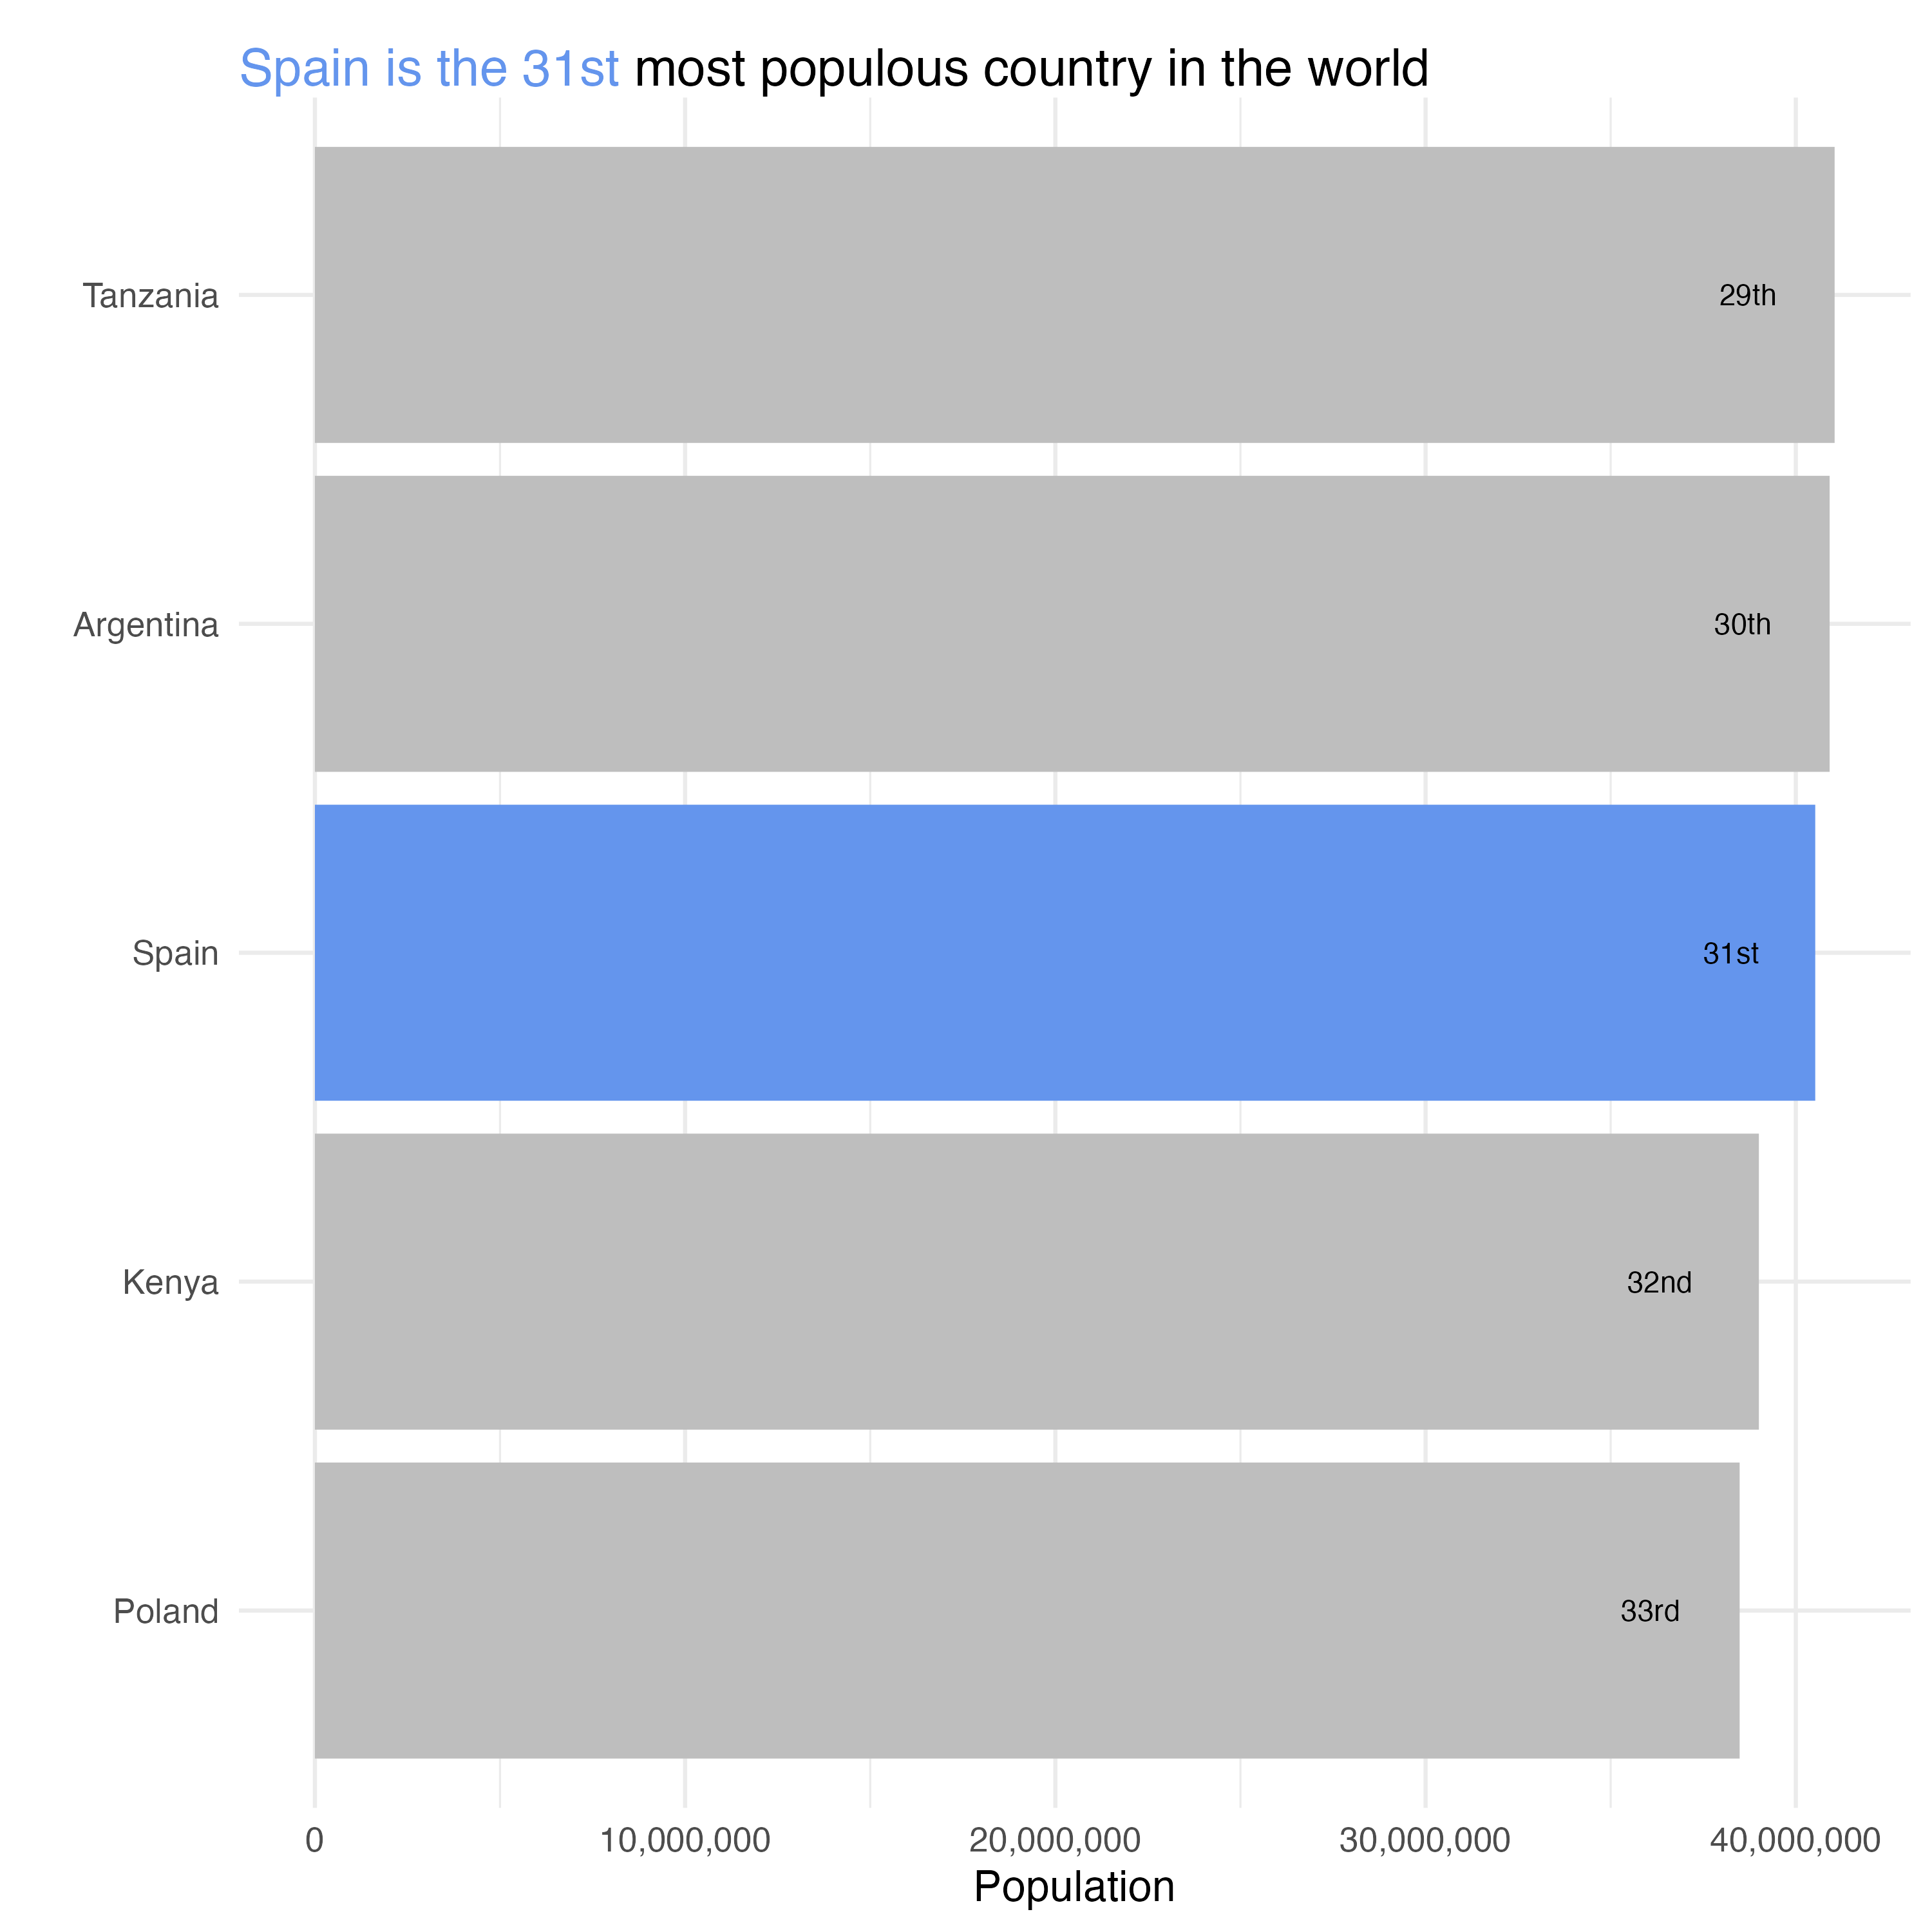 Spain is the 31st most populous country in the world
Tanzania 29th
Argentina 30th
Spain 31st
Kenya 32nd
Poland 33rd
0 10,000,000 20,000,000 30,000,000 40,000,000
Population